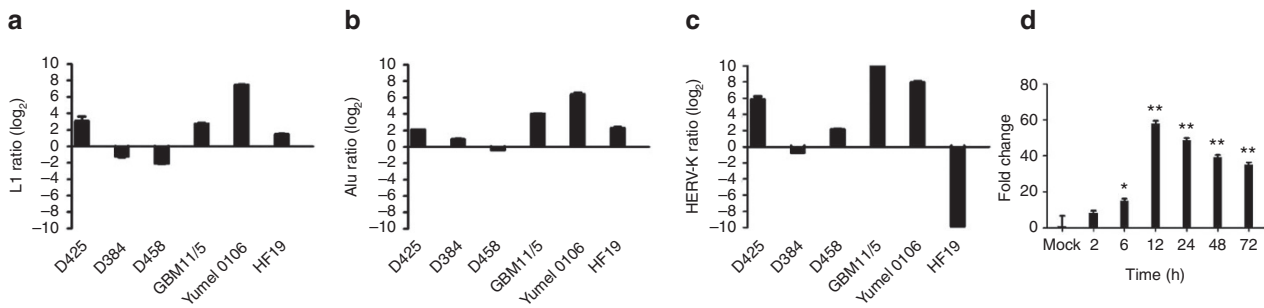 a
L1 ratio (log2)
10
8
6
4
2
0
−2
−4
−6
−8
−10
D425
D384
D458
GBM11/5
Yumel 0106
HF19
b
Alu ratio (log2)
10
8
6
4
2
0
−2
−4
−6
−8
−10
D425
D384
D458
GBM11/5
Yumel 0106
HF19
c
HERV-K ratio (log2)
10
8
6
4
2
0
−2
−4
−6
−8
−10
D425
D384
D458
GBM11/5
Yumel 0106
HF19
d
Fold change
80
60
40
20
0
* ** ** ** **
Mock 2 6 12 24 48 72
Time (h)